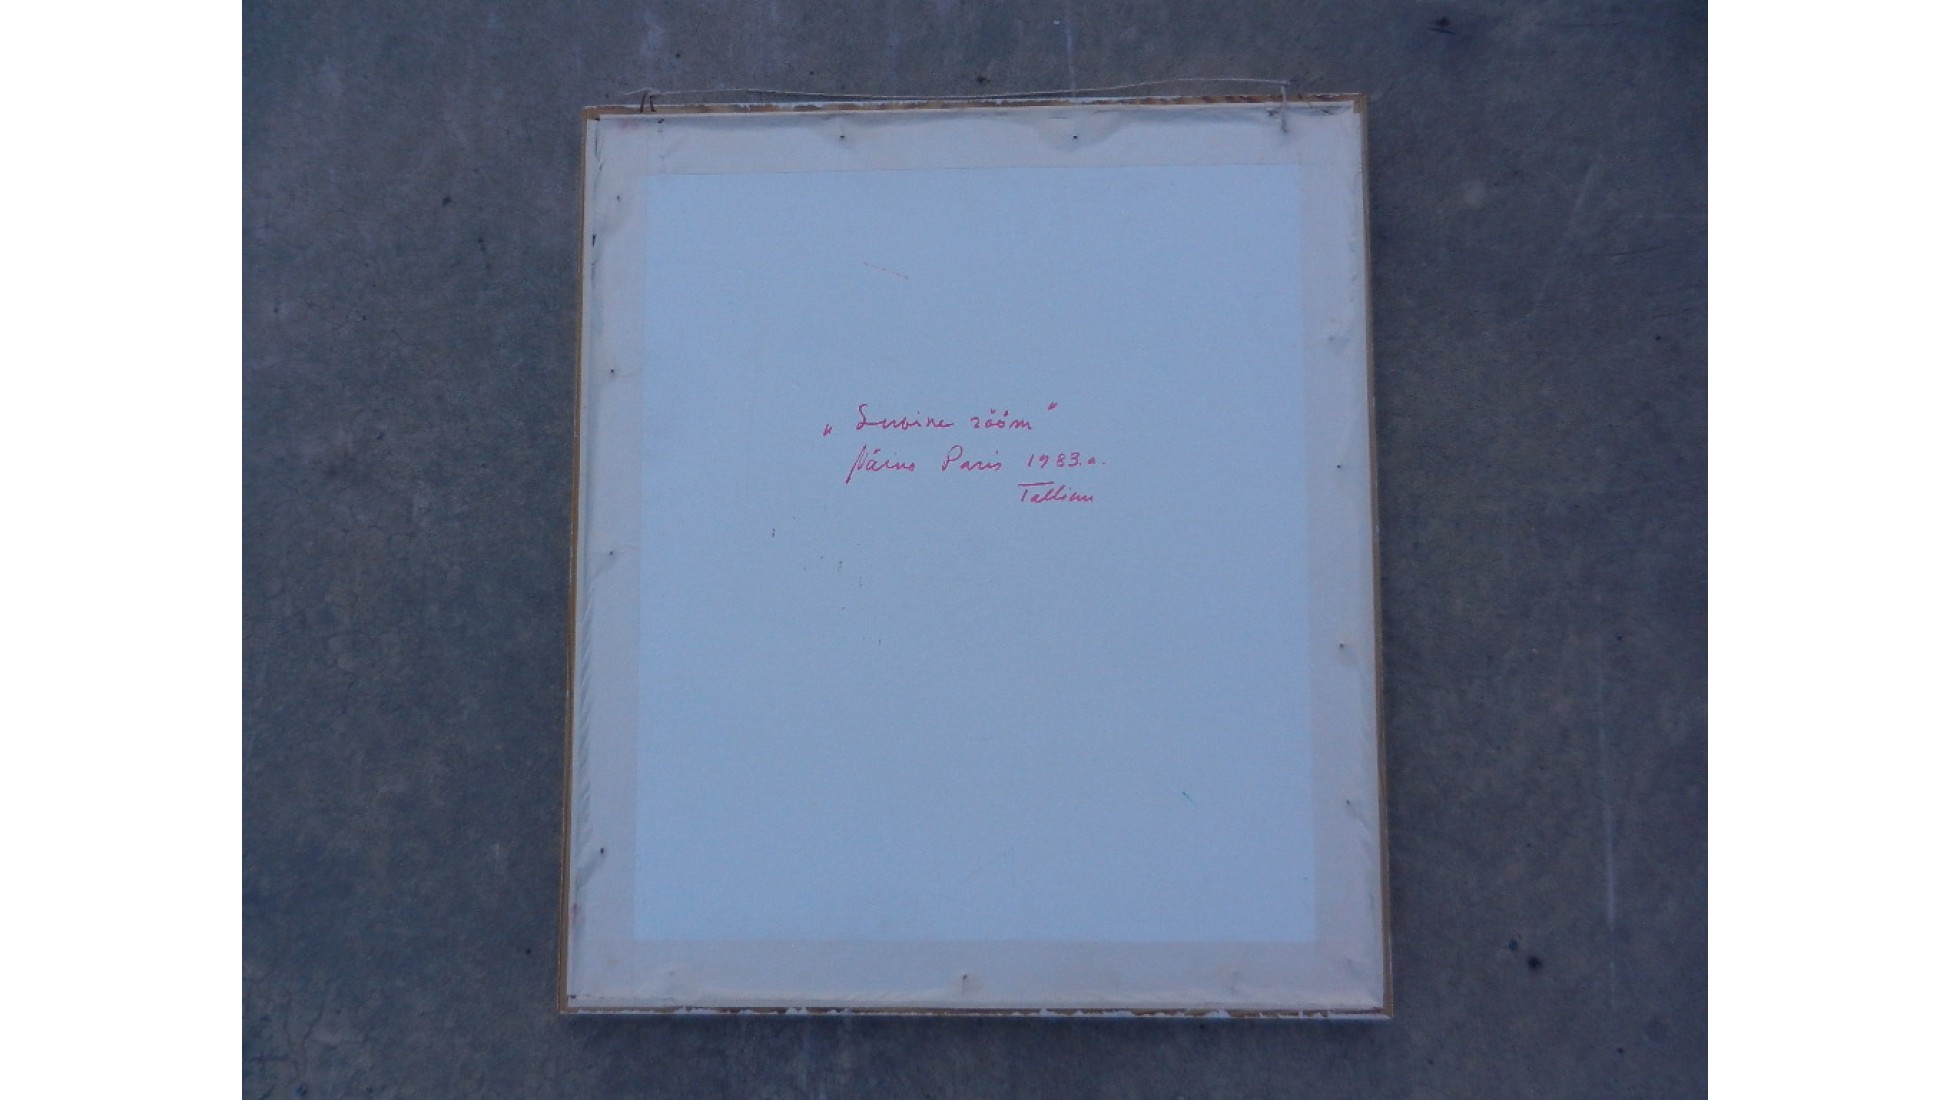 „Suvine rõõm"
Väino Paris 1983.a.
Tallinn